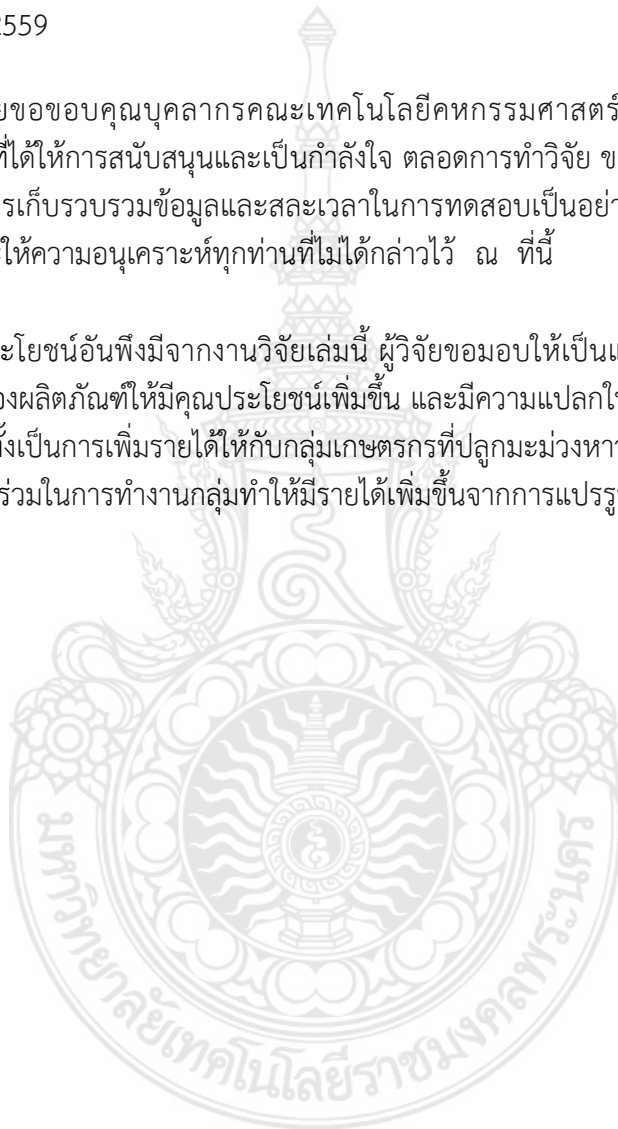 2559
ยขอขอบคุณบุคลากรคณะเทคโนโลยีคหกรรมศาสตร์
ที่ได้ให้การสนับสนุนและเป็นกำลังใจ ตลอดการทำวิจัย ข
รเก็บรวบรวมข้อมูลและสละเวลาในการทดสอบเป็นอย่า
ะให้ความอนุเคราะห์ทุกท่านที่ไม่ได้กล่าวไว้ ณ ที่นี้
ะโยชน์อันพึงมีจากงานวิจัยเล่มนี้ ผู้วิจัยขอมอบให้เป็นแ
องผลิตภัณฑ์ให้มีคุณประโยชน์เพิ่มขึ้น และมีความแปลกให
ทั้งเป็นการเพิ่มรายได้ให้กับกลุ่มเกษตรกรที่ปลูกมะม่วงหาว
ร่วมในการทำงานกลุ่มทำให้มีรายได้เพิ่มขึ้นจากการแปรรูป
มหาวิทยาลัยเทคโนโลยีราชมงคลพระนคร